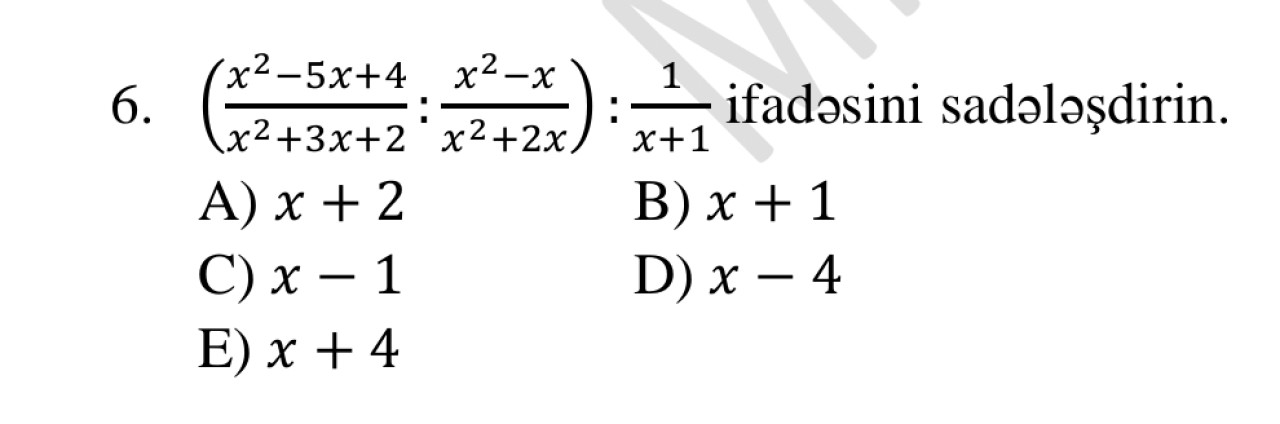 6. (x²−5x+4/x²+3x+2 : x²−x/x²+2x) : 1/x+1 ifadəsini sadələşdirin.
A) x + 2 B) x + 1
C) x − 1 D) x − 4
E) x + 4